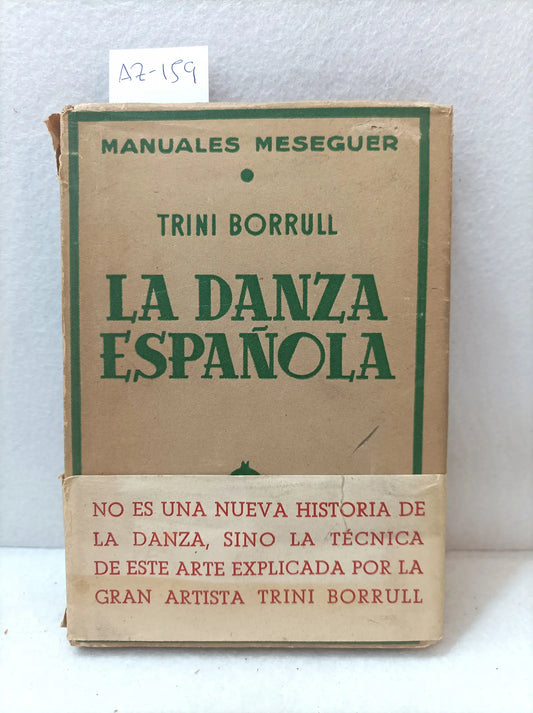 AZ-159
MANUALES MESEGUER
TRINI BORRULL
LA DANZA
ESPAÑOLA
NO ES UNA NUEVA HISTORIA DE
LA DANZA, SINO LA TÉCNICA
DE ESTE ARTE EXPLICADA POR LA
GRAN ARTISTA TRINI BORRULL